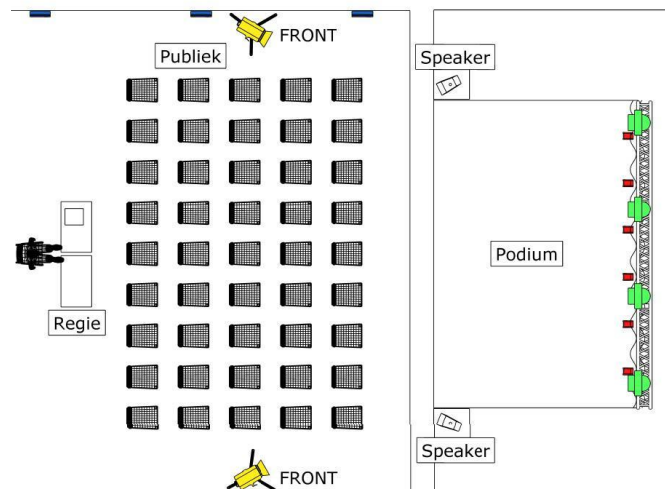 FRONT
Publiek
Speaker
Podium
Regie
Speaker
FRONT